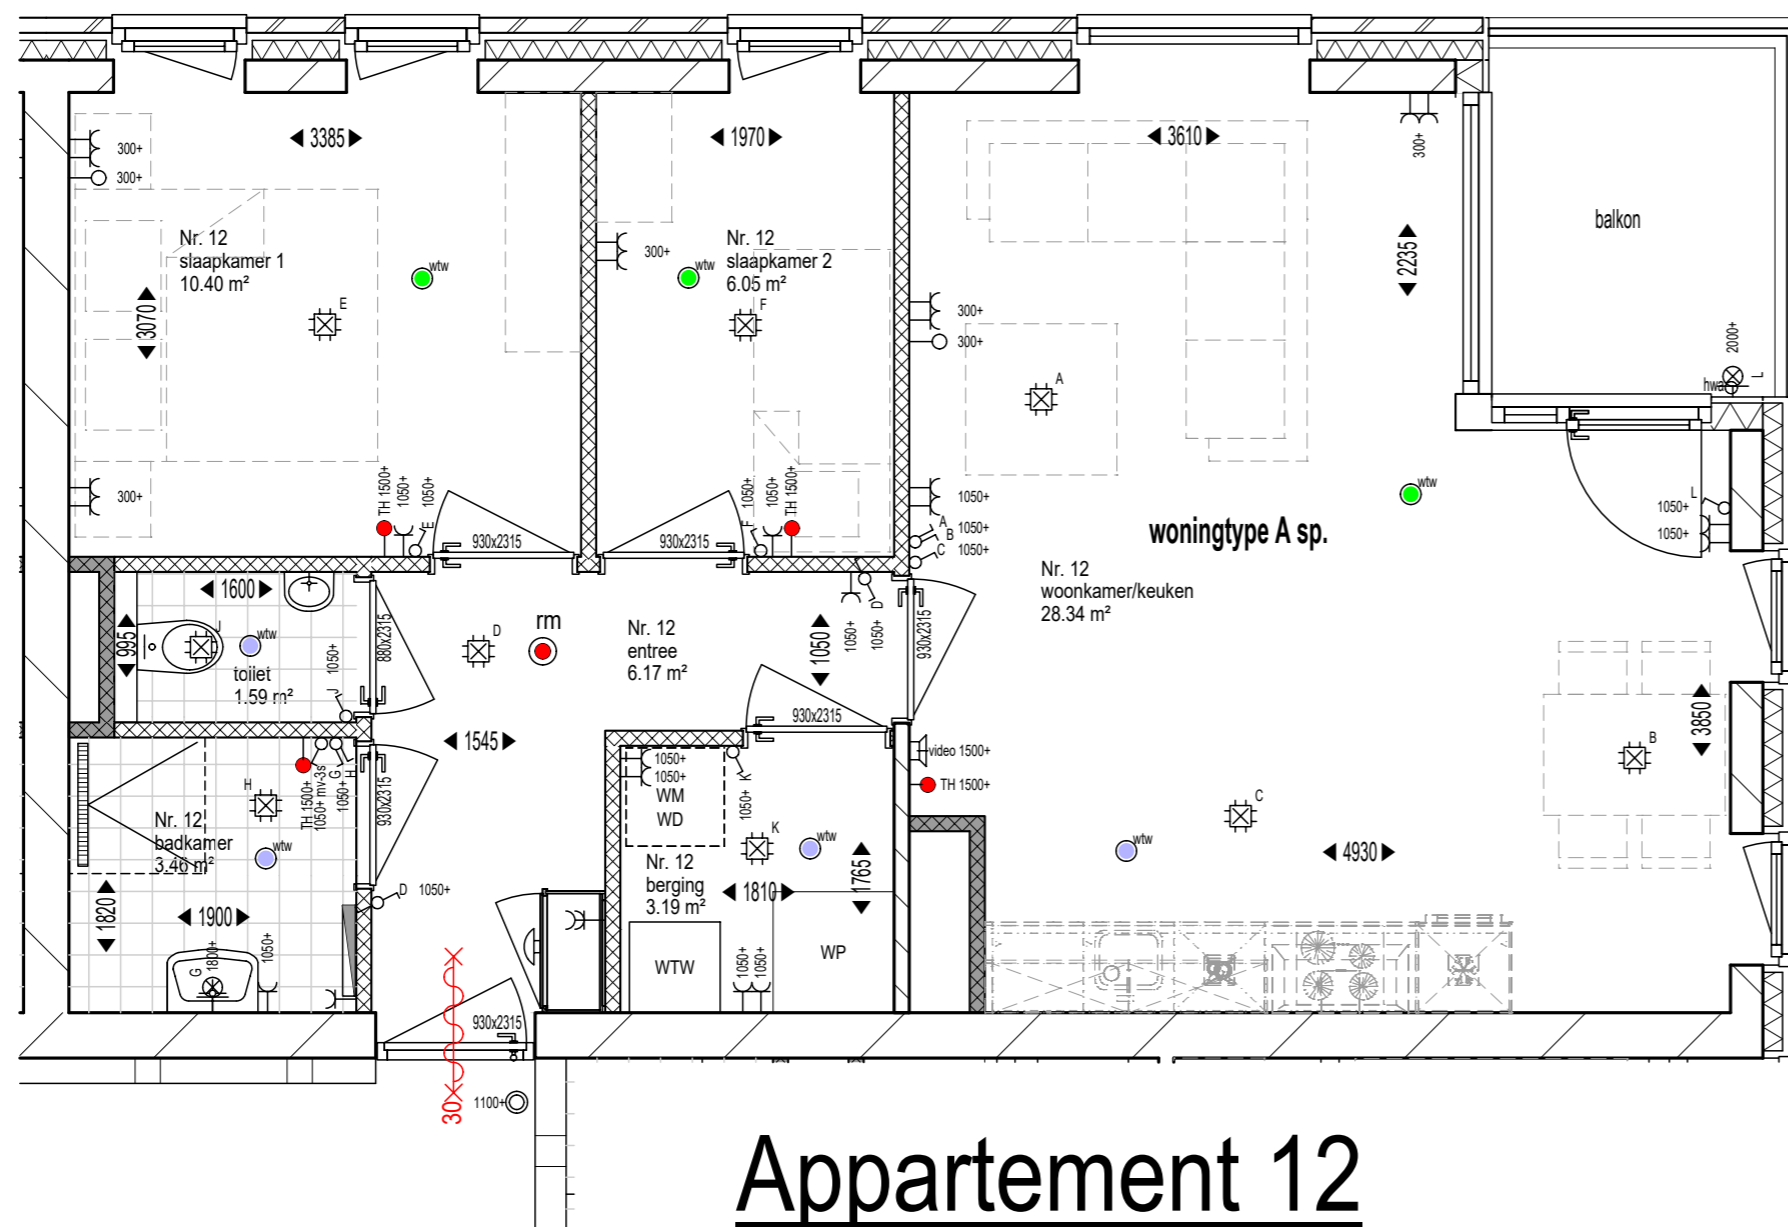 3385
1970
3610
300+
300+
300+
Nr. 12
slaapkamer 1
10.40 m²
wtw
E
3070
300+
TH 1500+
1050+
1050+
E
930x2315
300+
Nr. 12
slaapkamer 2
6.05 m²
wtw
F
1050+
F
1050+
TH 1500+
930x2315
2235
balkon
2000+
L
hwa
300+
300+
A
wtw
1050+
A 1050+
B
C 1050+
woningtype A sp.
Nr. 12
woonkamer/keuken
28.34 m²
L
1050+
1050+
1600
J
wtw
995
toilet
1.59 m²
1050+
J
880x2315
D
rm
Nr. 12
entree
6.17 m²
1050
1050+
1050+
D
930x2315
930x2315
1545
video 1500+
TH 1500+
3850
B
C
wtw
4930
H
TH 1500+
1050+ mv-3s
G
1050+
H
930x2315
Nr. 12
badkamer
3.46 m²
wtw
1820
1900
G
1800+
1050+
D 1050+
1050+
1050+
WM
WD
K
1050+
K
wtw
Nr. 12
berging
3.19 m²
1810
1765
WTW
1050+
1050+
WP
930x2315
30
1100+
Appartement 12